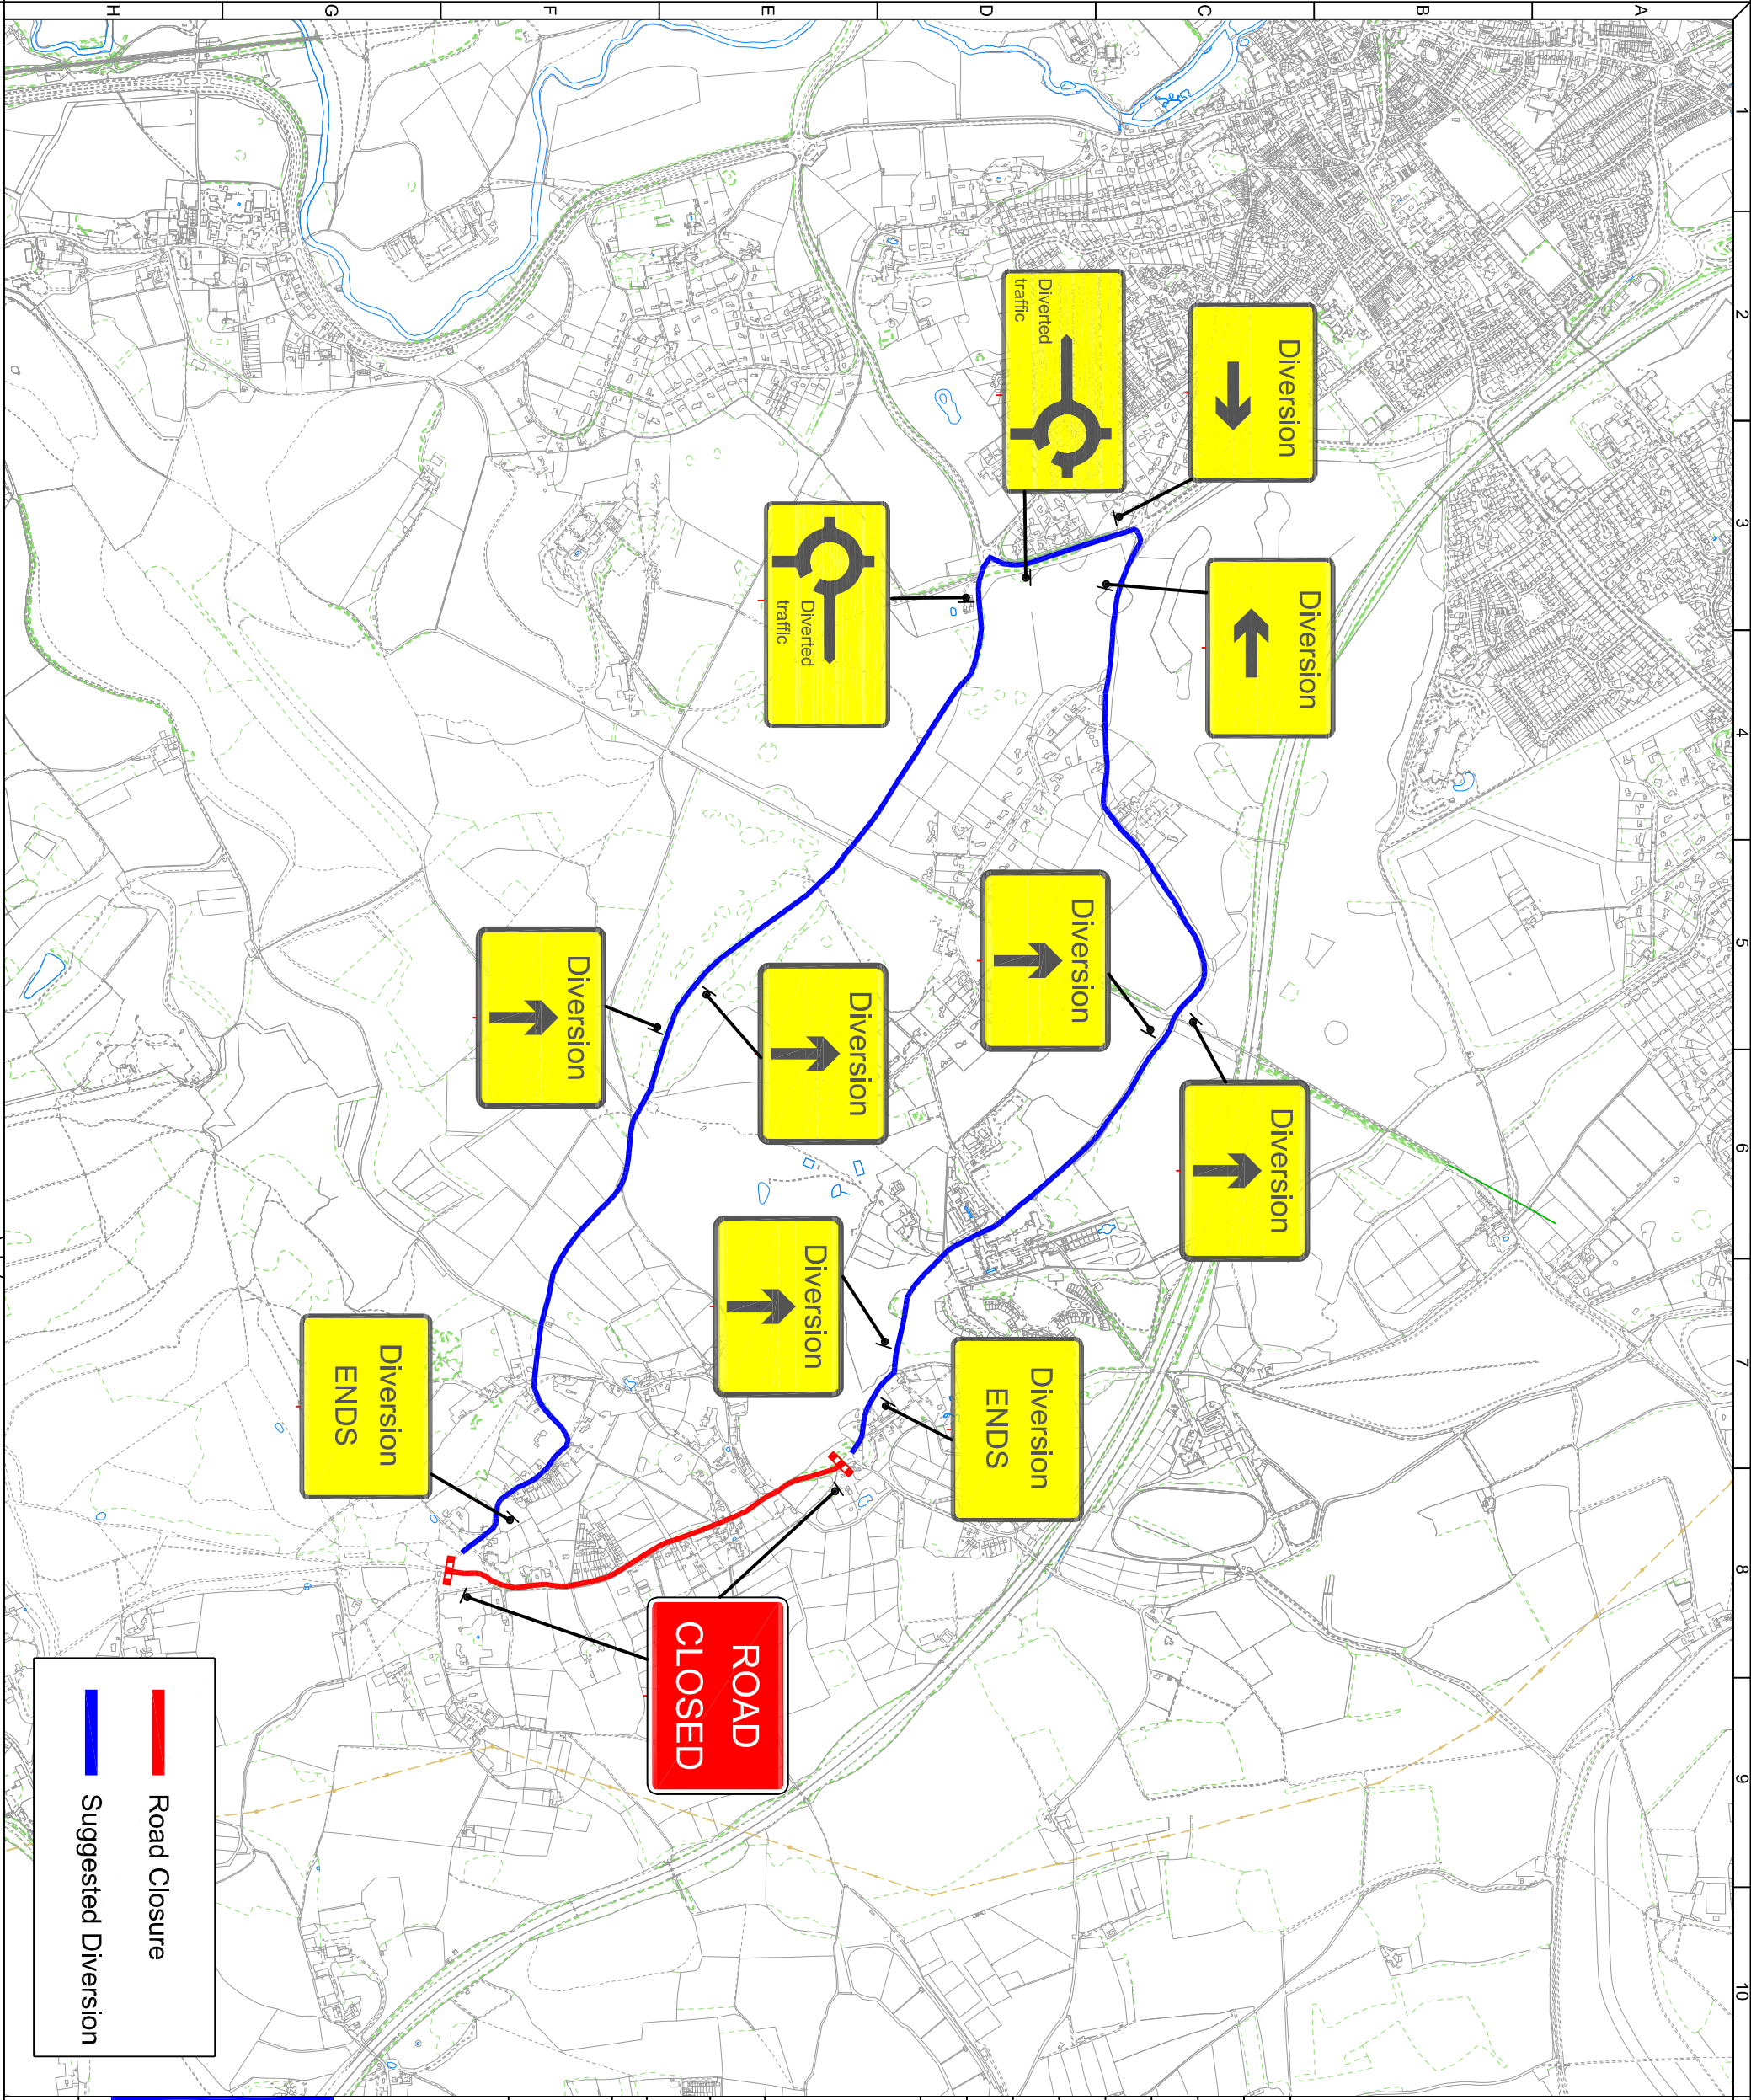 1
2
3
4
5
6
7
8
9
10
A
B
C
D
E
F
G
H
Diversion
Diverted
traffic
Diversion
Diverted
traffic
Diversion
Diversion
Diversion
Diversion
Diversion
Diversion
ENDS
Diversion
ENDS
ROAD
CLOSED
Road Closure
Suggested Diversion